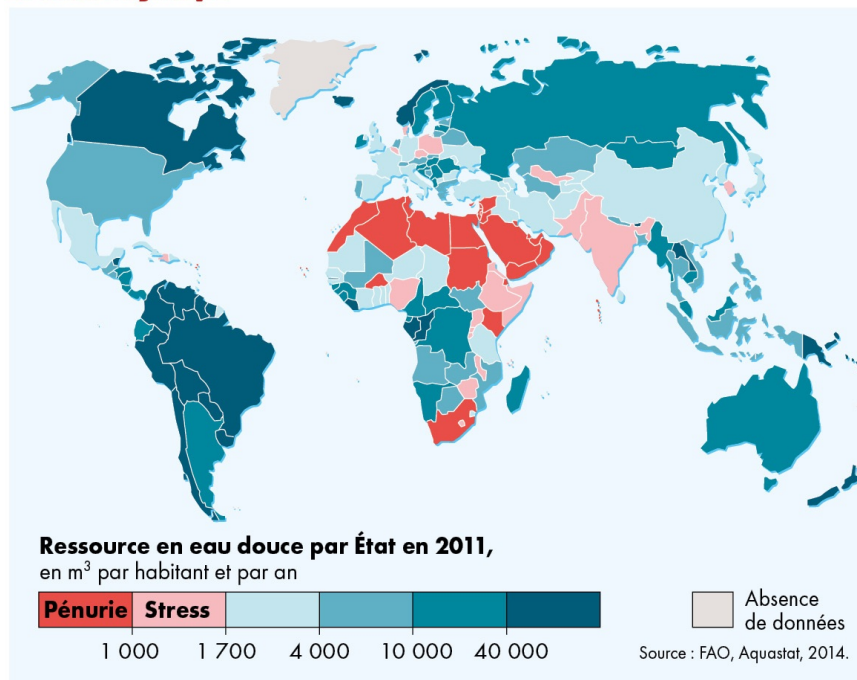 Ressource en eau douce par État en 2011,
en m³ par habitant et par an
Pénurie Stress
1 000 1 700 4 000 10 000 40 000
Absence
de données
Source : FAO, Aquastat, 2014.